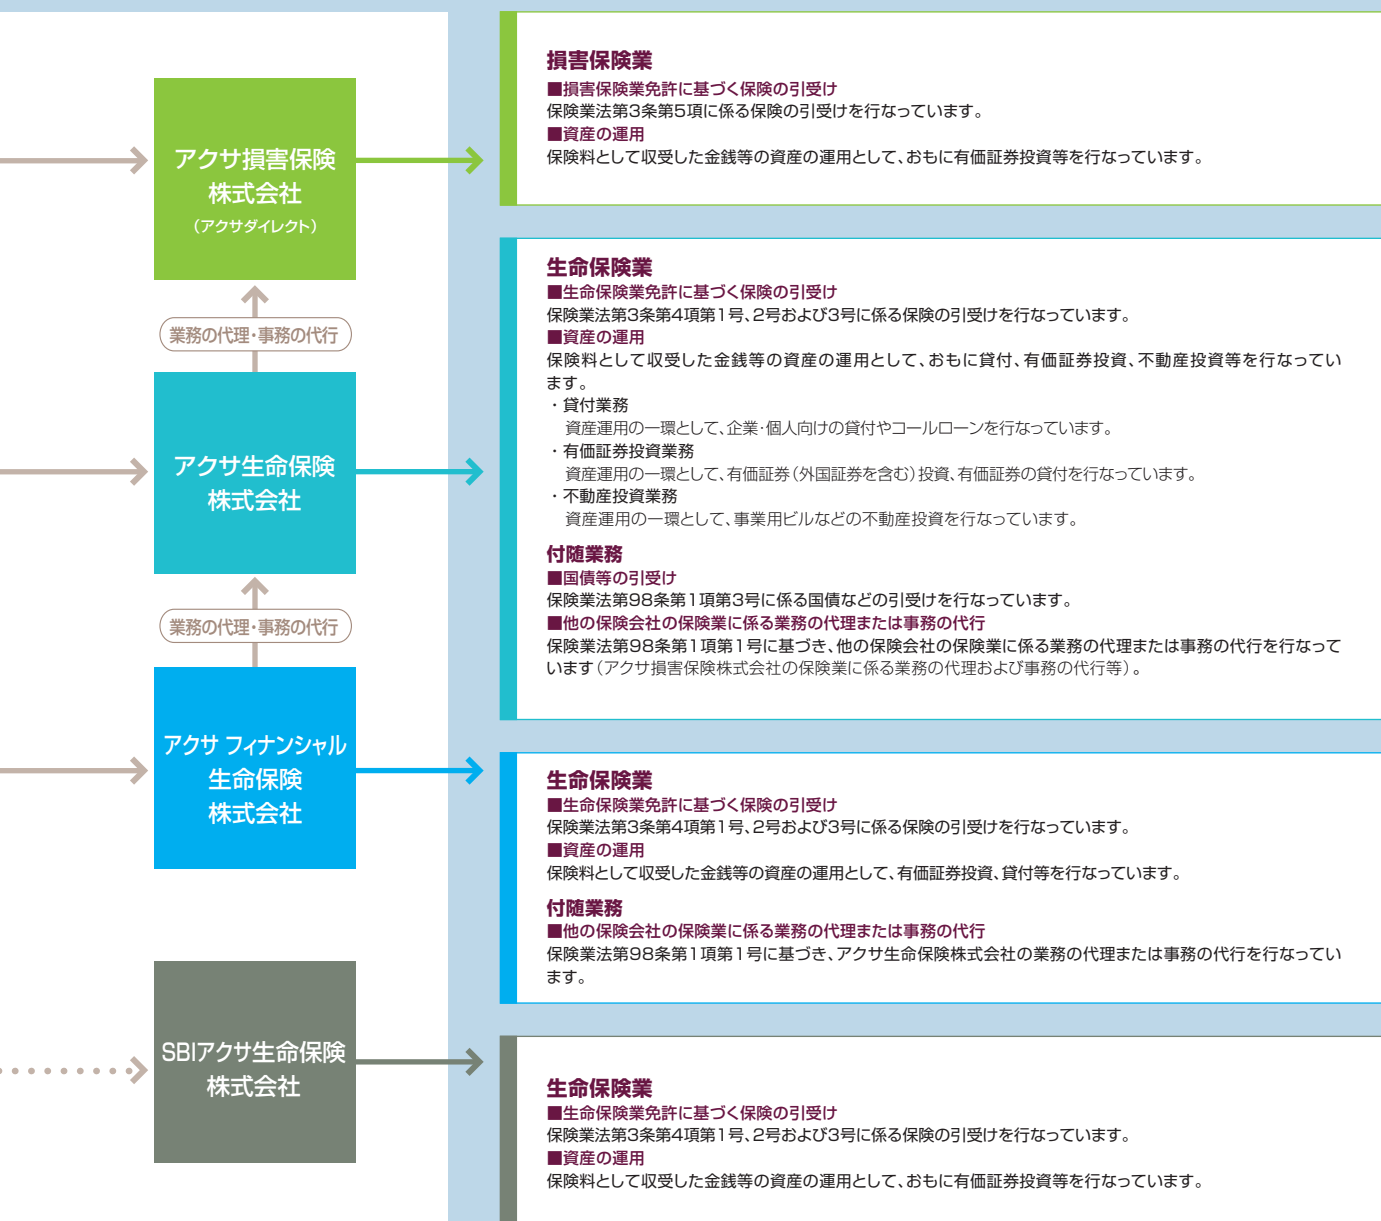 アクサ損害保険
株式会社
（アクサダイレクト）
業務の代理・事務の代行
アクサ生命保険
株式会社
業務の代理・事務の代行
アクサ フィナンシャル
生命保険
株式会社
SBIアクサ生命保険
株式会社
損害保険業
■損害保険業免許に基づく保険の引受け
保険業法第3条第5項に係る保険の引受けを行なっています。
■資産の運用
保険料として収受した金銭等の資産の運用として、おもに有価証券投資等を行なっています。
生命保険業
■生命保険業免許に基づく保険の引受け
保険業法第3条第4項第1号、2号および3号に係る保険の引受けを行なっています。
■資産の運用
保険料として収受した金銭等の資産の運用として、おもに貸付、有価証券投資、不動産投資等を行なってい
ます。
・貸付業務
資産運用の一環として、企業・個人向けの貸付やコールローンを行なっています。
・有価証券投資業務
資産運用の一環として、有価証券（外国証券を含む）投資、有価証券の貸付を行なっています。
・不動産投資業務
資産運用の一環として、事業用ビルなどの不動産投資を行なっています。
付随業務
■国債等の引受け
保険業法第98条第1項第3号に係る国債などの引受けを行なっています。
■他の保険会社の保険業に係る業務の代理または事務の代行
保険業法第98条第1項第1号に基づき、他の保険会社の保険業に係る業務の代理または事務の代行を行なって
います（アクサ損害保険株式会社の保険業に係る業務の代理および事務の代行等）。
生命保険業
■生命保険業免許に基づく保険の引受け
保険業法第3条第4項第1号、2号および3号に係る保険の引受けを行なっています。
■資産の運用
保険料として収受した金銭等の資産の運用として、有価証券投資、貸付等を行なっています。
付随業務
■他の保険会社の保険業に係る業務の代理または事務の代行
保険業法第98条第1項第1号に基づき、アクサ生命保険株式会社の業務の代理または事務の代行を行なってい
ます。
生命保険業
■生命保険業免許に基づく保険の引受け
保険業法第3条第4項第1号、2号および3号に係る保険の引受けを行なっています。
■資産の運用
保険料として収受した金銭等の資産の運用として、おもに有価証券投資等を行なっています。